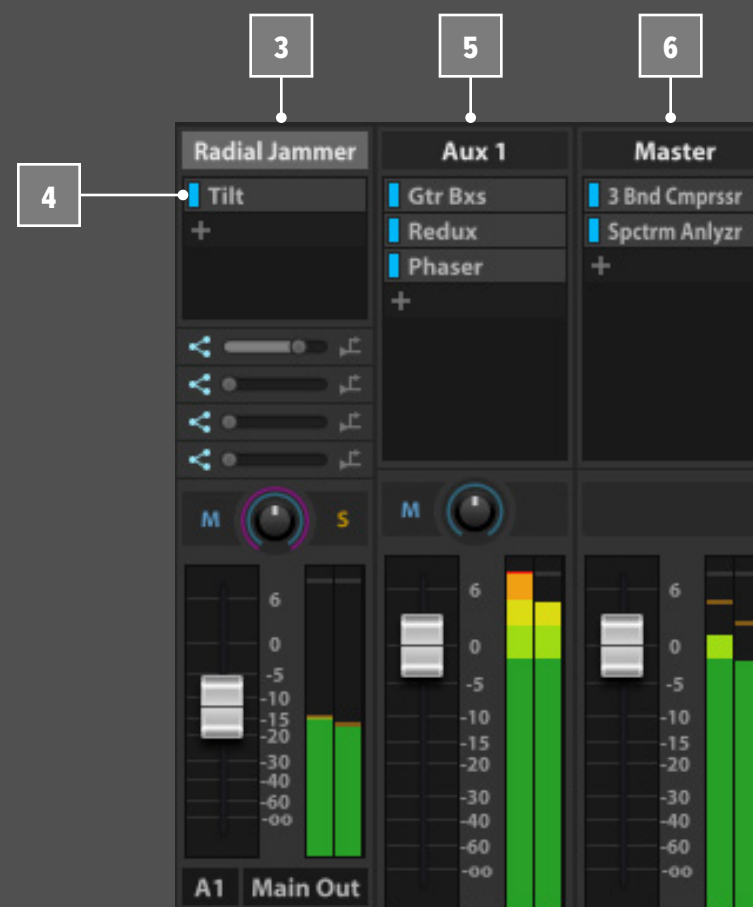 3
5
6
4
Radial Jammer
Tilt
+
M
S
6
0
-5
-10
-15
-20
-30
-40
-60
-oo
A1
Main Out
Aux 1
Gtr Bxs
Redux
Phaser
+
M
6
0
-5
-10
-15
-20
-30
-40
-60
-oo
Master
3 Bnd Cmprssr
Spctrm Anlyzr
+
6
0
-5
-10
-15
-20
-30
-40
-60
-oo